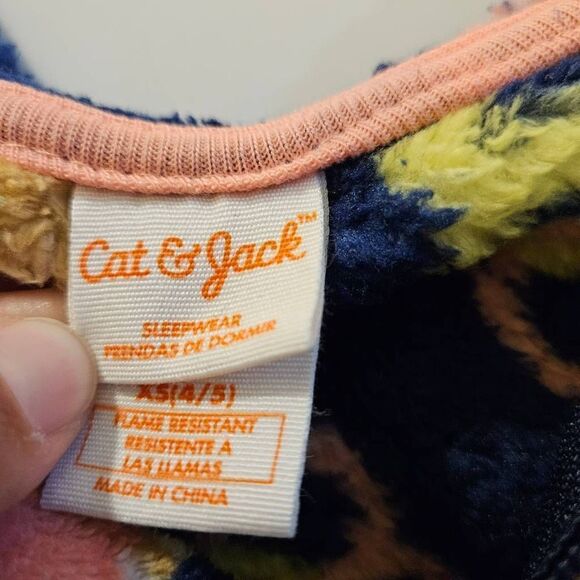 Cat & Jack™
SLEEPWEAR
PRENDAS DE DORMIR
XS(4/5)
FLAME RESISTANT
RESISTENTE A
LAS LLAMAS
MADE IN CHINA